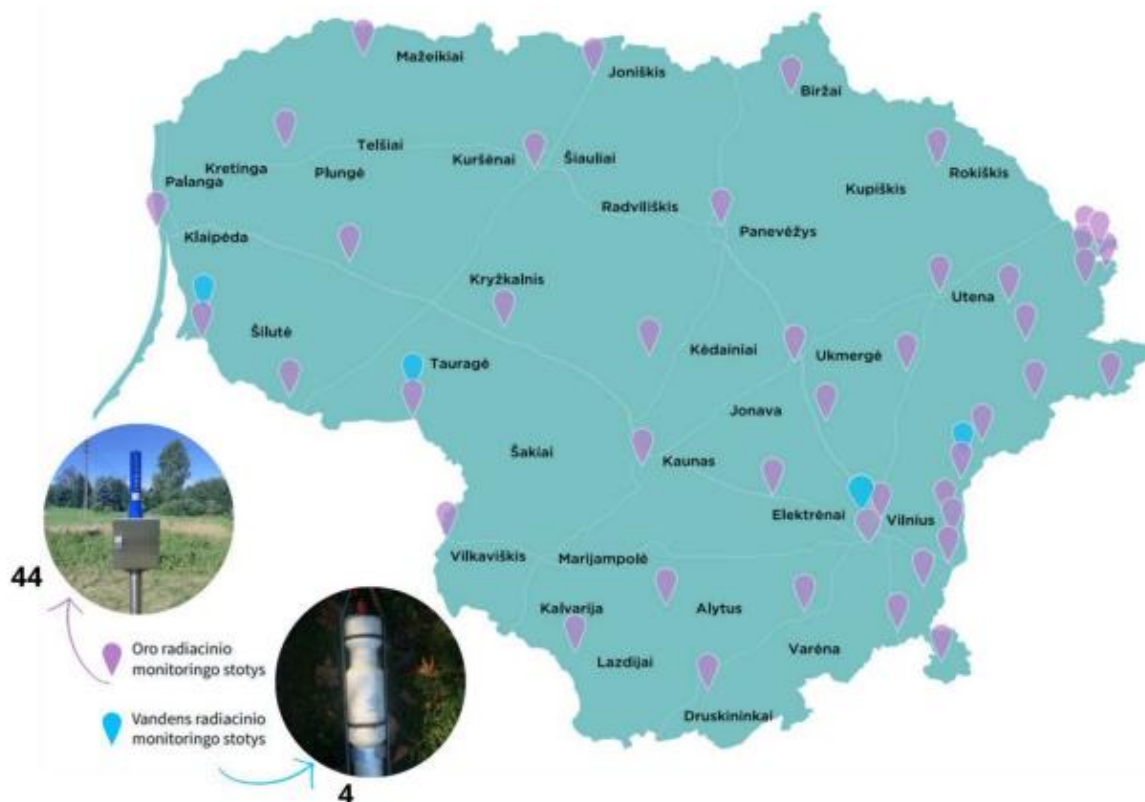 Mažeikiai
Joniškis
Biržai
Telšiai
Kuršėnai
Šiauliai
Kretinga
Plungė
Rokiškis
Palanga
Kupiškis
Radviliškis
Klaipėda
Panevėžys
Kryžkalnis
Utena
Šilutė
Kėdainiai
Ukmergė
Tauragė
Jonava
Šakiai
Kaunas
Elektrėnai
Vilnius
Vilkaviškis
Marijampolė
Kalvarija
Alytus
Varėna
Lazdijai
Druskininkai
44
Oro radiacinio
monitoringo stotys
Vandens radiacinio
monitoringo stotys
4